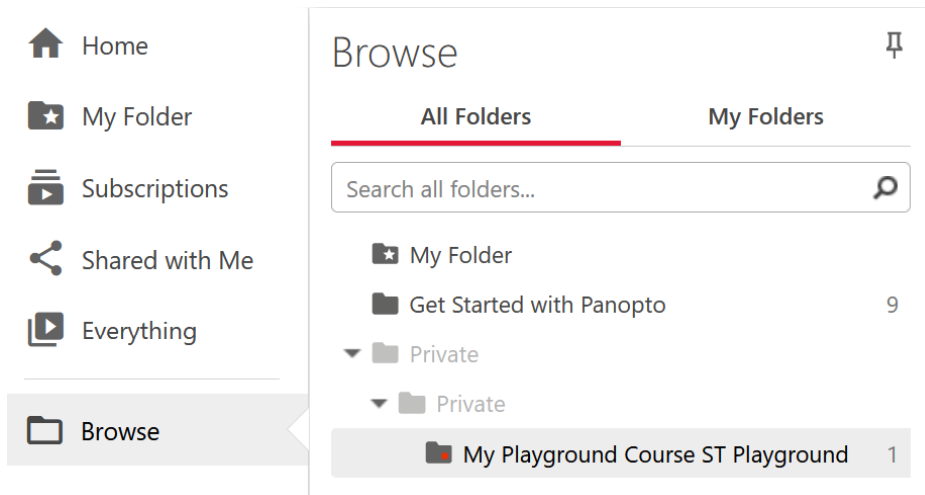 Home
My Folder
Subscriptions
Shared with Me
Everything
Browse
Browse
All Folders
My Folders
Search all folders...
My Folder
Get Started with Panopto 9
Private
Private
My Playground Course ST Playground 1